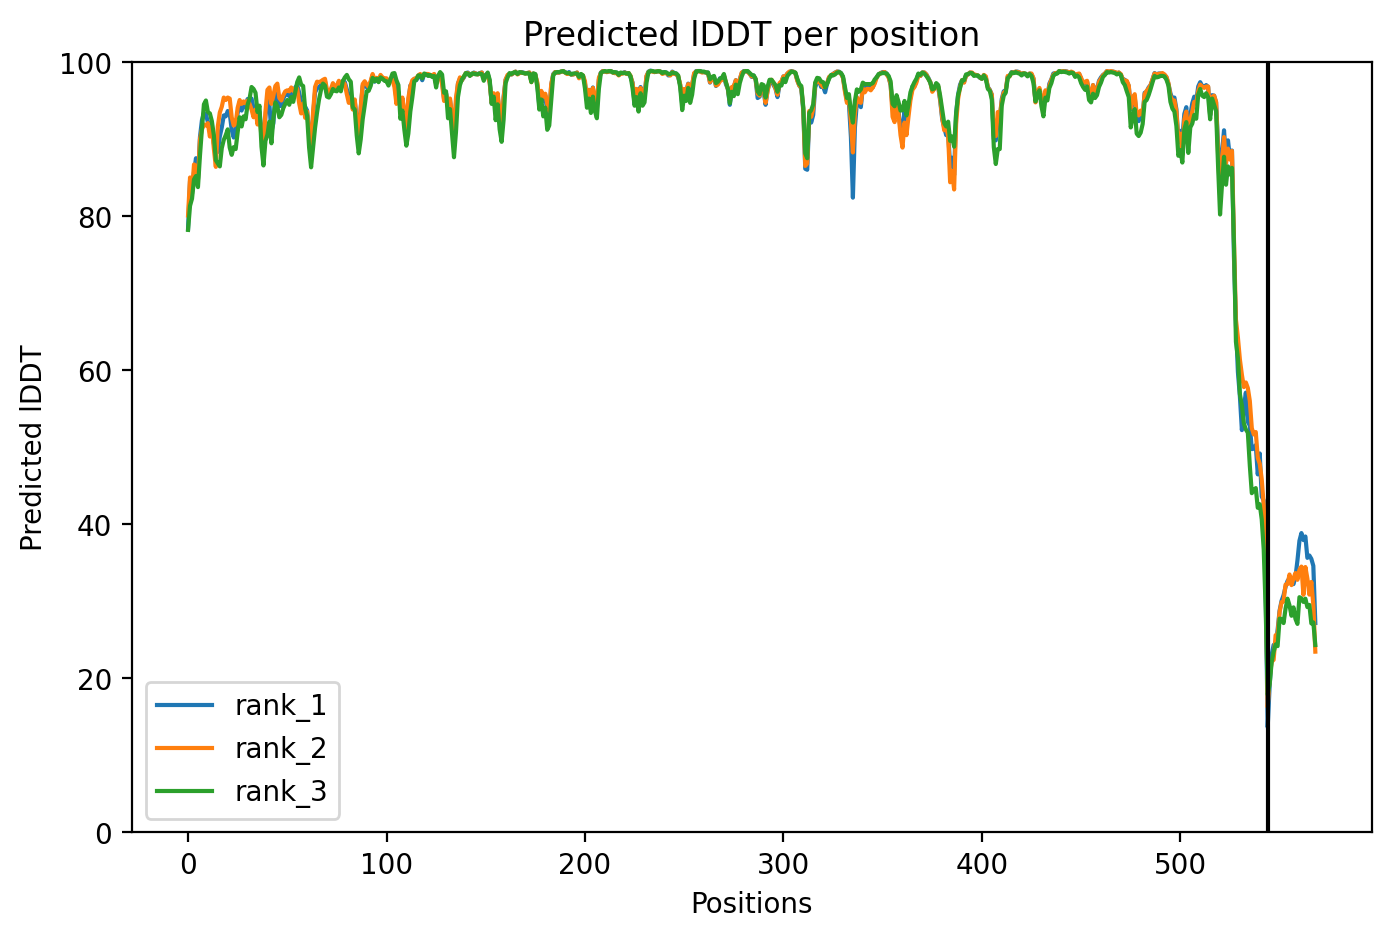 Predicted lDDT per position
100
80
60
40
20
0
Predicted lDDT
rank_1
rank_2
rank_3
0 100 200 300 400 500
Positions